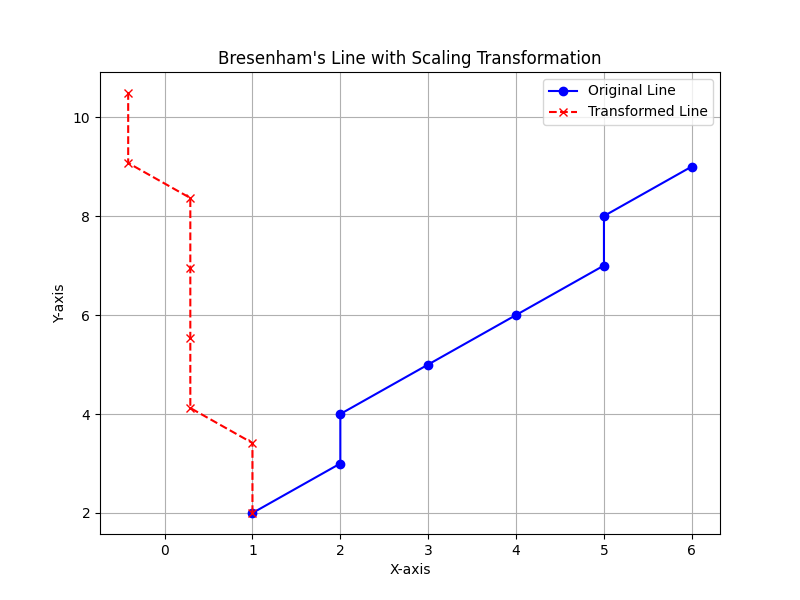 Bresenham's Line with Scaling Transformation
Original Line
Transformed Line
Y-axis
10
8
6
4
2
0 1 2 3 4 5 6
X-axis